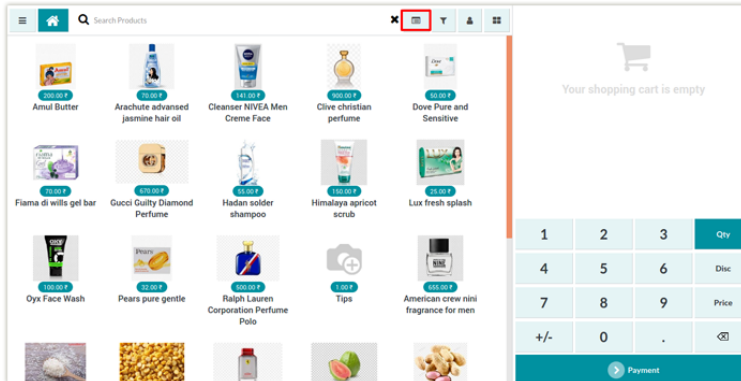 Search Products
Your shopping cart is empty
200.00 ₹
70.00 ₹
141.00 ₹
900.00 ₹
50.00 ₹
Amul Butter
Arachute advansed
jasmine hair oil
Cleanser NIVEA Men
Creme Face
Clive christian
perfume
Dove Pure and
Sensitive
70.00 ₹
670.00 ₹
55.00 ₹
150.00 ₹
25.00 ₹
Fiama di wills gel bar
Gucci Guilty Diamond
Perfume
Hadan solder
shampoo
Himalaya apricot
scrub
Lux fresh splash
Pears
NINE
100.00 ₹
32.00 ₹
500.00 ₹
1.00 ₹
655.00 ₹
Oyx Face Wash
Pears pure gentle
Ralph Lauren
Corporation Perfume
Polo
Tips
American crew nini
fragrance for men
1 2 3 Qty
4 5 6 Disc
7 8 9 Price
+/- 0 .
Payment